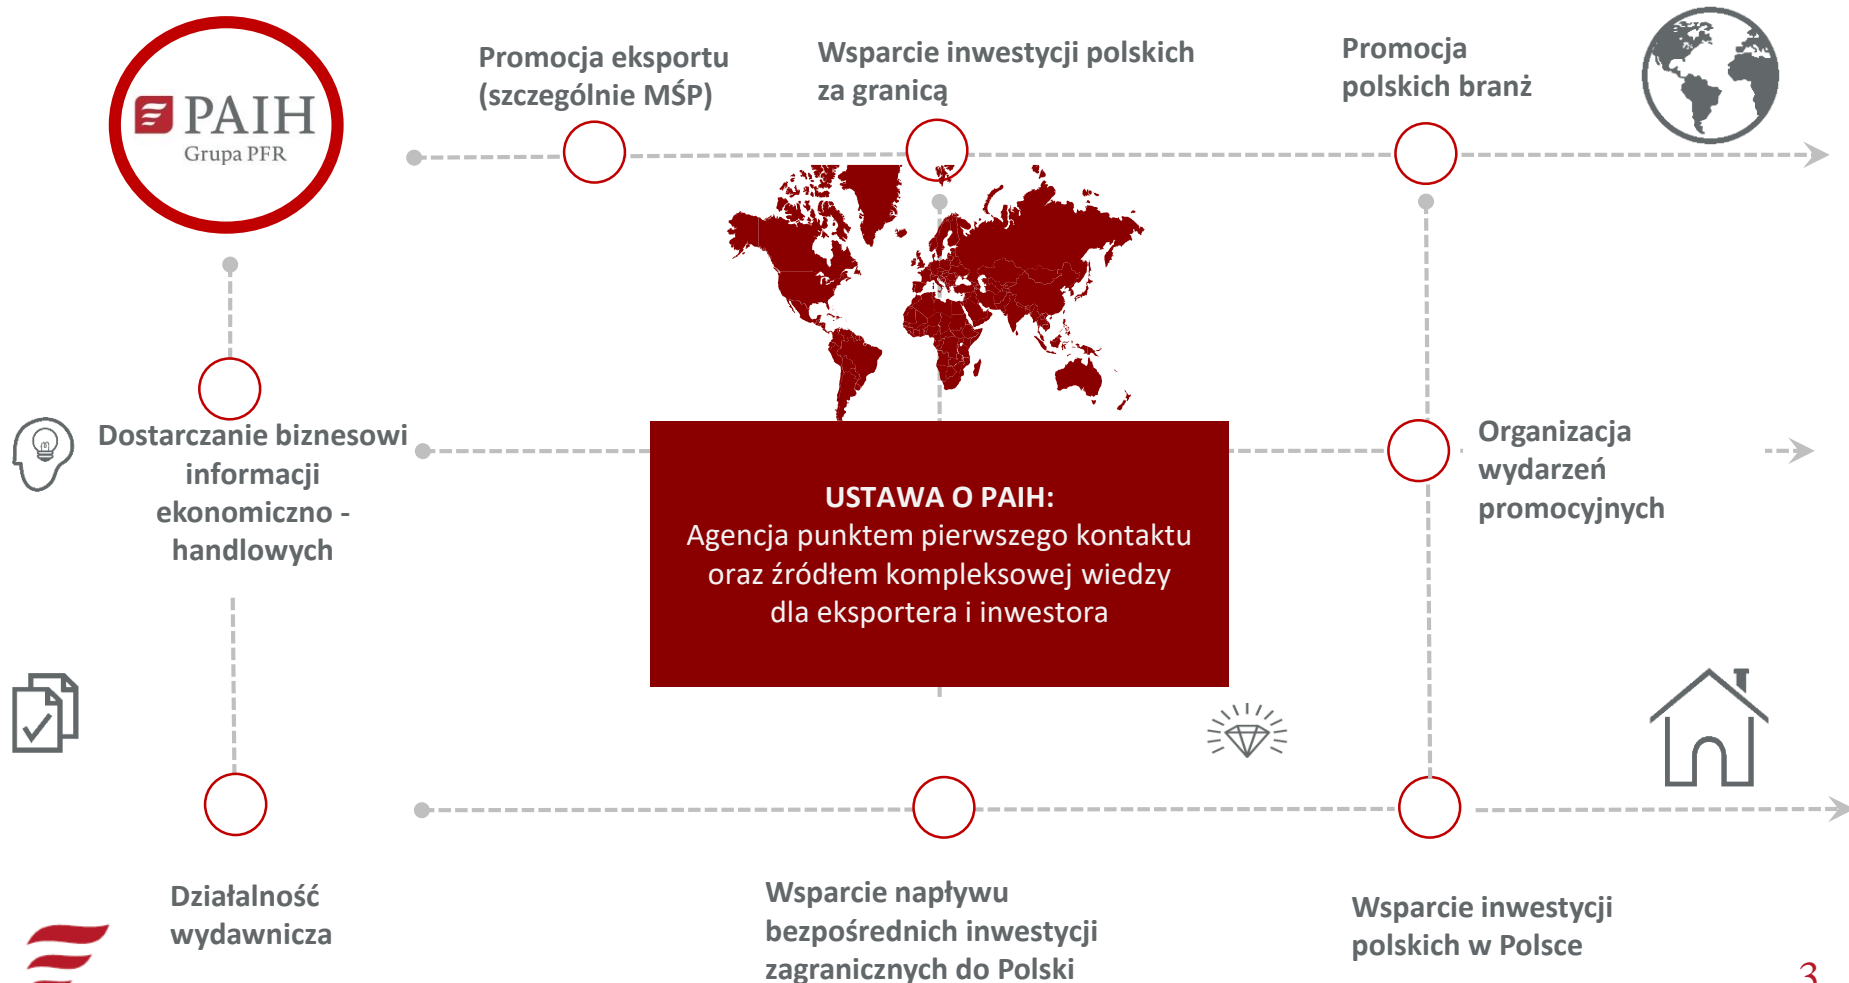 PAIH
Grupa PFR
Promocja eksportu
(szczególnie MŚP)
Wsparcie inwestycji polskich
za granicą
Promocja
polskich branż
Dostarczanie biznesowi
informacji
ekonomiczno -
handlowych
USTAWA O PAIH:
Agencja punktem pierwszego kontaktu
oraz źródłem kompleksowej wiedzy
dla eksportera i inwestora
Organizacja
wydarzeń
promocyjnych
Działalność
wydawnicza
Wsparcie napływu
bezpośrednich inwestycji
zagranicznych do Polski
Wsparcie inwestycji
polskich w Polsce
3